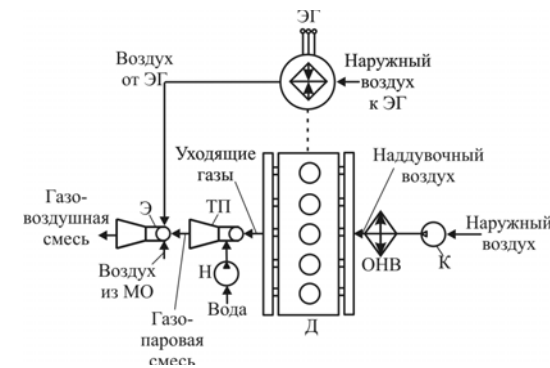 ЭГ
Воздух
от ЭГ
Наружный
воздух
к ЭГ
Уходящие
газы
Наддувочный
воздух
Газо-
воздушная
смесь
Э
ТП
Наружный
воздух
Воздух
из МО
Н
Вода
ОНВ
К
Газо-
паровая
смесь
Д